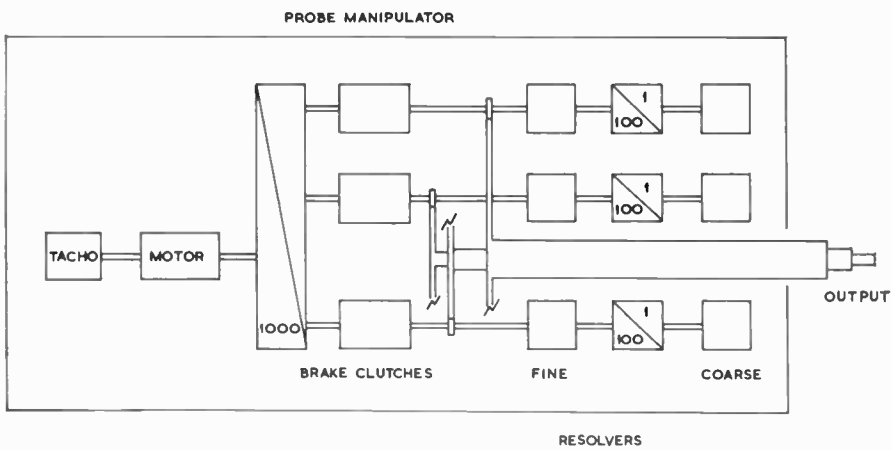 PROBE MANIPULATOR
1
100
1
100
TACHO
MOTOR
OUTPUT
1000
1
100
BRAKE CLUTCHES
FINE
COARSE
RESOLVERS